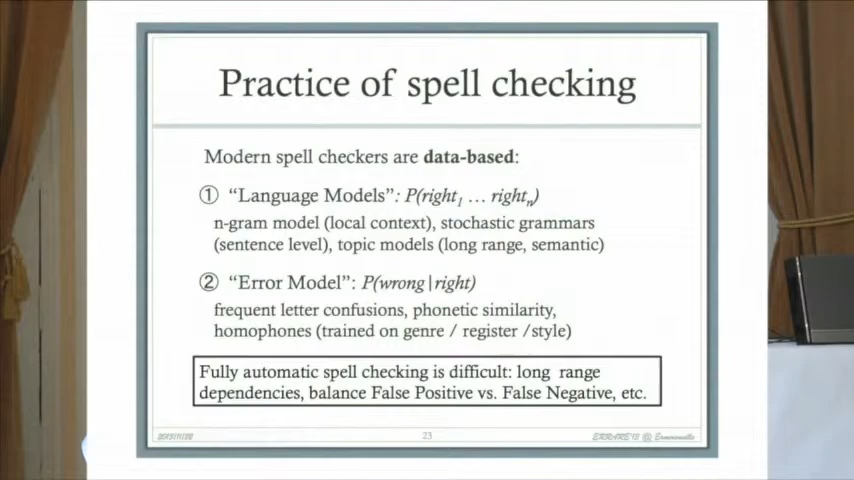 Practice of spell checking
Modern spell checkers are data-based:
① “Language Models”: P(right1 … rightn)
n-gram model (local context), stochastic grammars
(sentence level), topic models (long range, semantic)
② “Error Model”: P(wrong|right)
frequent letter confusions, phonetic similarity,
homophones (trained on genre / register /style)
Fully automatic spell checking is difficult: long range
dependencies, balance False Positive vs. False Negative, etc.
23
ERRARE'13 @ Ermenonville